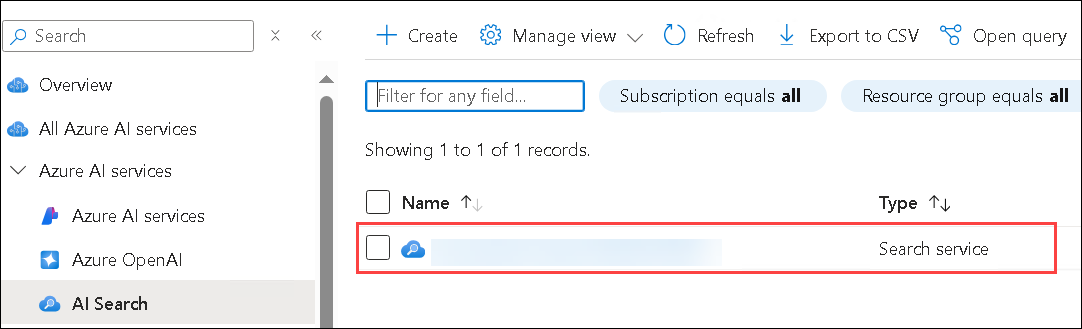 Search
Create
Manage view
Refresh
Export to CSV
Open query
Overview
All Azure AI services
Azure AI services
Azure AI services
Azure OpenAI
AI Search
Filter for any field...
Subscription equals all
Resource group equals all
Showing 1 to 1 of 1 records.
Name
Type
Search service